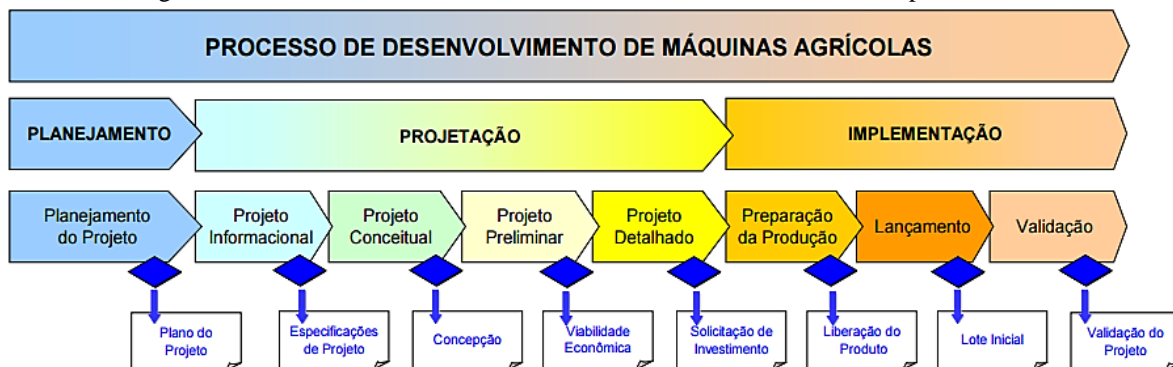 PROCESSO DE DESENVOLVIMENTO DE MÁQUINAS AGRÍCOLAS
PLANEJAMENTO
PROJETAÇÃO
IMPLEMENTAÇÃO
Planejamento
do Projeto
Projeto
Informacional
Projeto
Conceitual
Projeto
Preliminar
Projeto
Detalhado
Preparação
da Produção
Lançamento
Validação
Plano do
Projeto
Especificações
de Projeto
Concepção
Viabilidade
Econômica
Solicitação de
Investimento
Liberação do
Produto
Lote Inicial
Validação do
Projeto